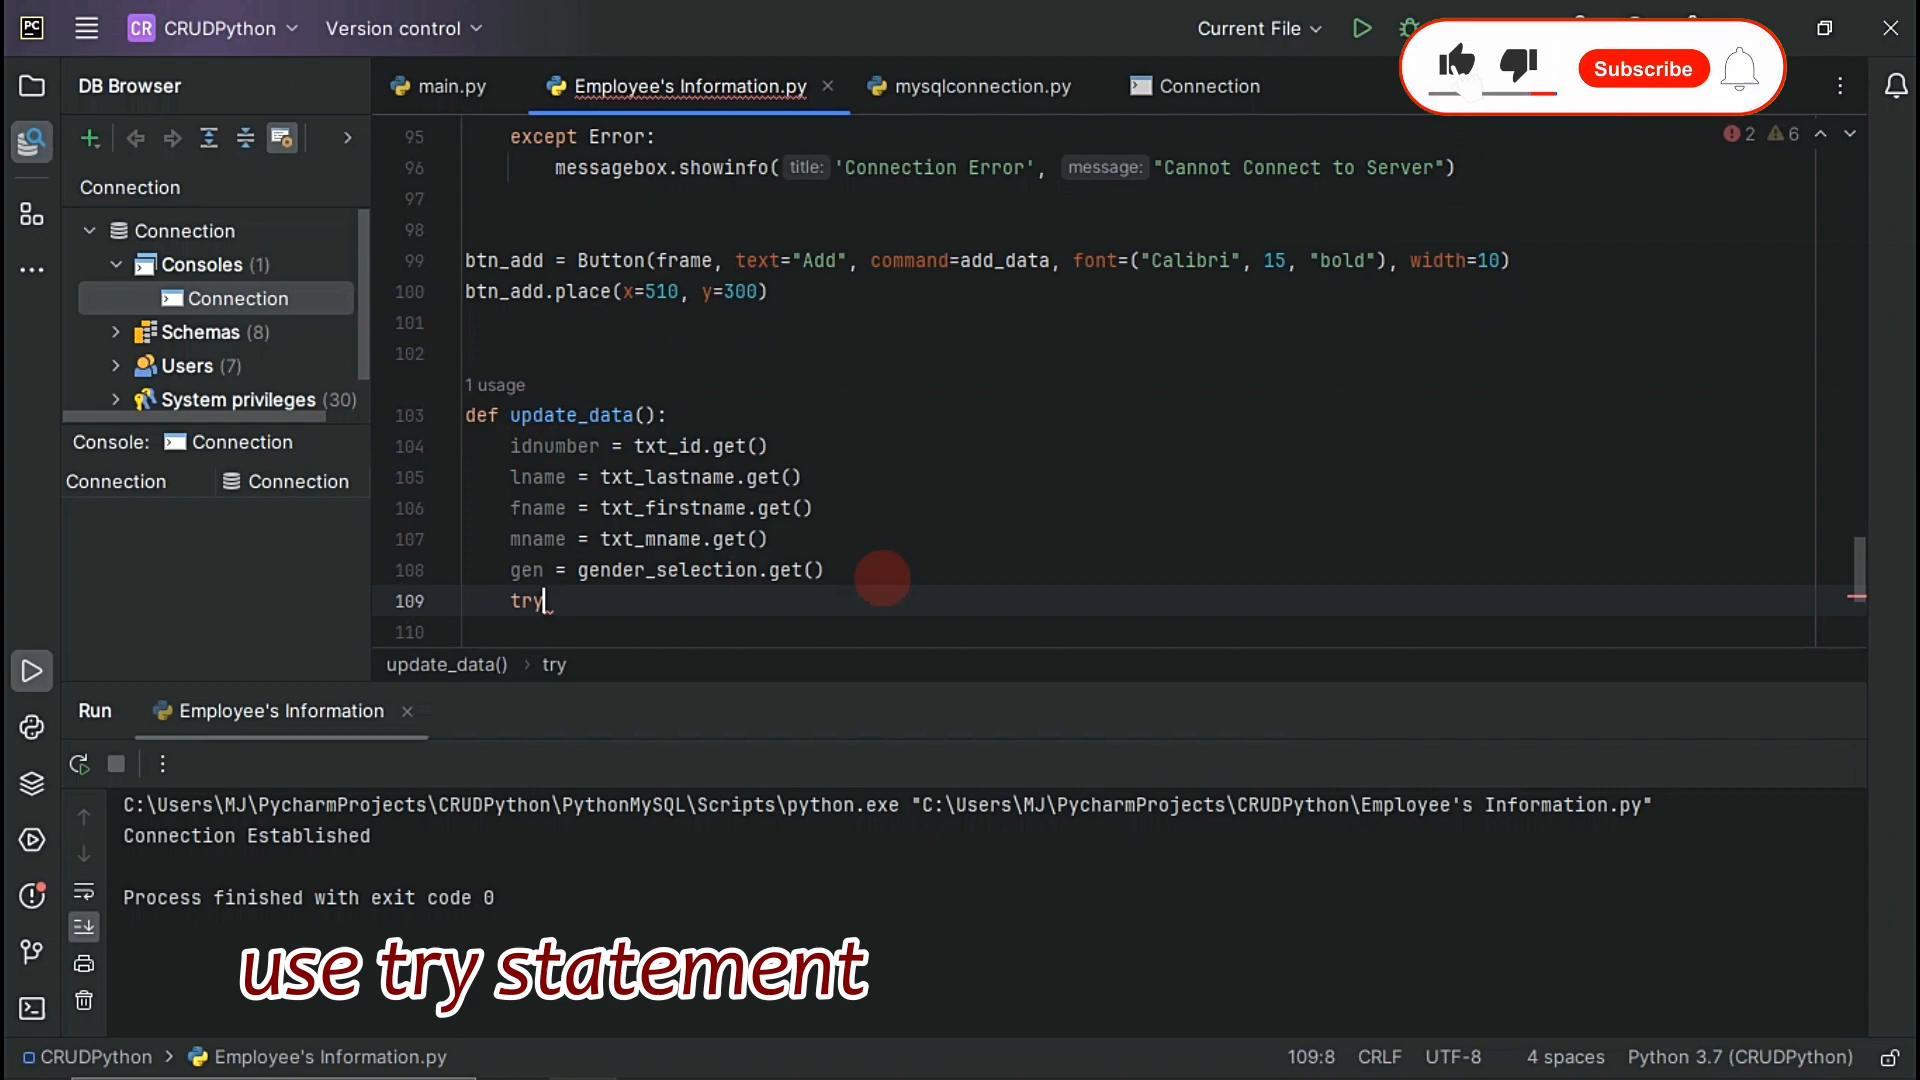 PC
CR CRUDPython Version control Current File
Subscribe
DB Browser
main.py Employee's Information.py mysqlconnection.py Connection
Connection
Connection
Consoles (1)
Connection
Schemas (8)
Users (7)
System privileges (30)
Console: Connection
Connection Connection
2 6
95 except Error:
96 messagebox.showinfo( title: 'Connection Error', message: "Cannot Connect to Server")
97
98
99 btn_add = Button(frame, text="Add", command=add_data, font=("Calibri", 15, "bold"), width=10)
100 btn_add.place(x=510, y=300)
101
102
1 usage
103 def update_data():
104 idnumber = txt_id.get()
105 lname = txt_lastname.get()
106 fname = txt_firstname.get()
107 mname = txt_mname.get()
108 gen = gender_selection.get()
109 try
110
update_data() › try
Run Employee's Information
C:\Users\MJ\PycharmProjects\CRUDPython\PythonMySQL\Scripts\python.exe "C:\Users\MJ\PycharmProjects\CRUDPython\Employee's Information.py"
Connection Established
Process finished with exit code 0
use try statement
CRUDPython > Employee's Information.py 109:8 CRLF UTF-8 4 spaces Python 3.7 (CRUDPython)